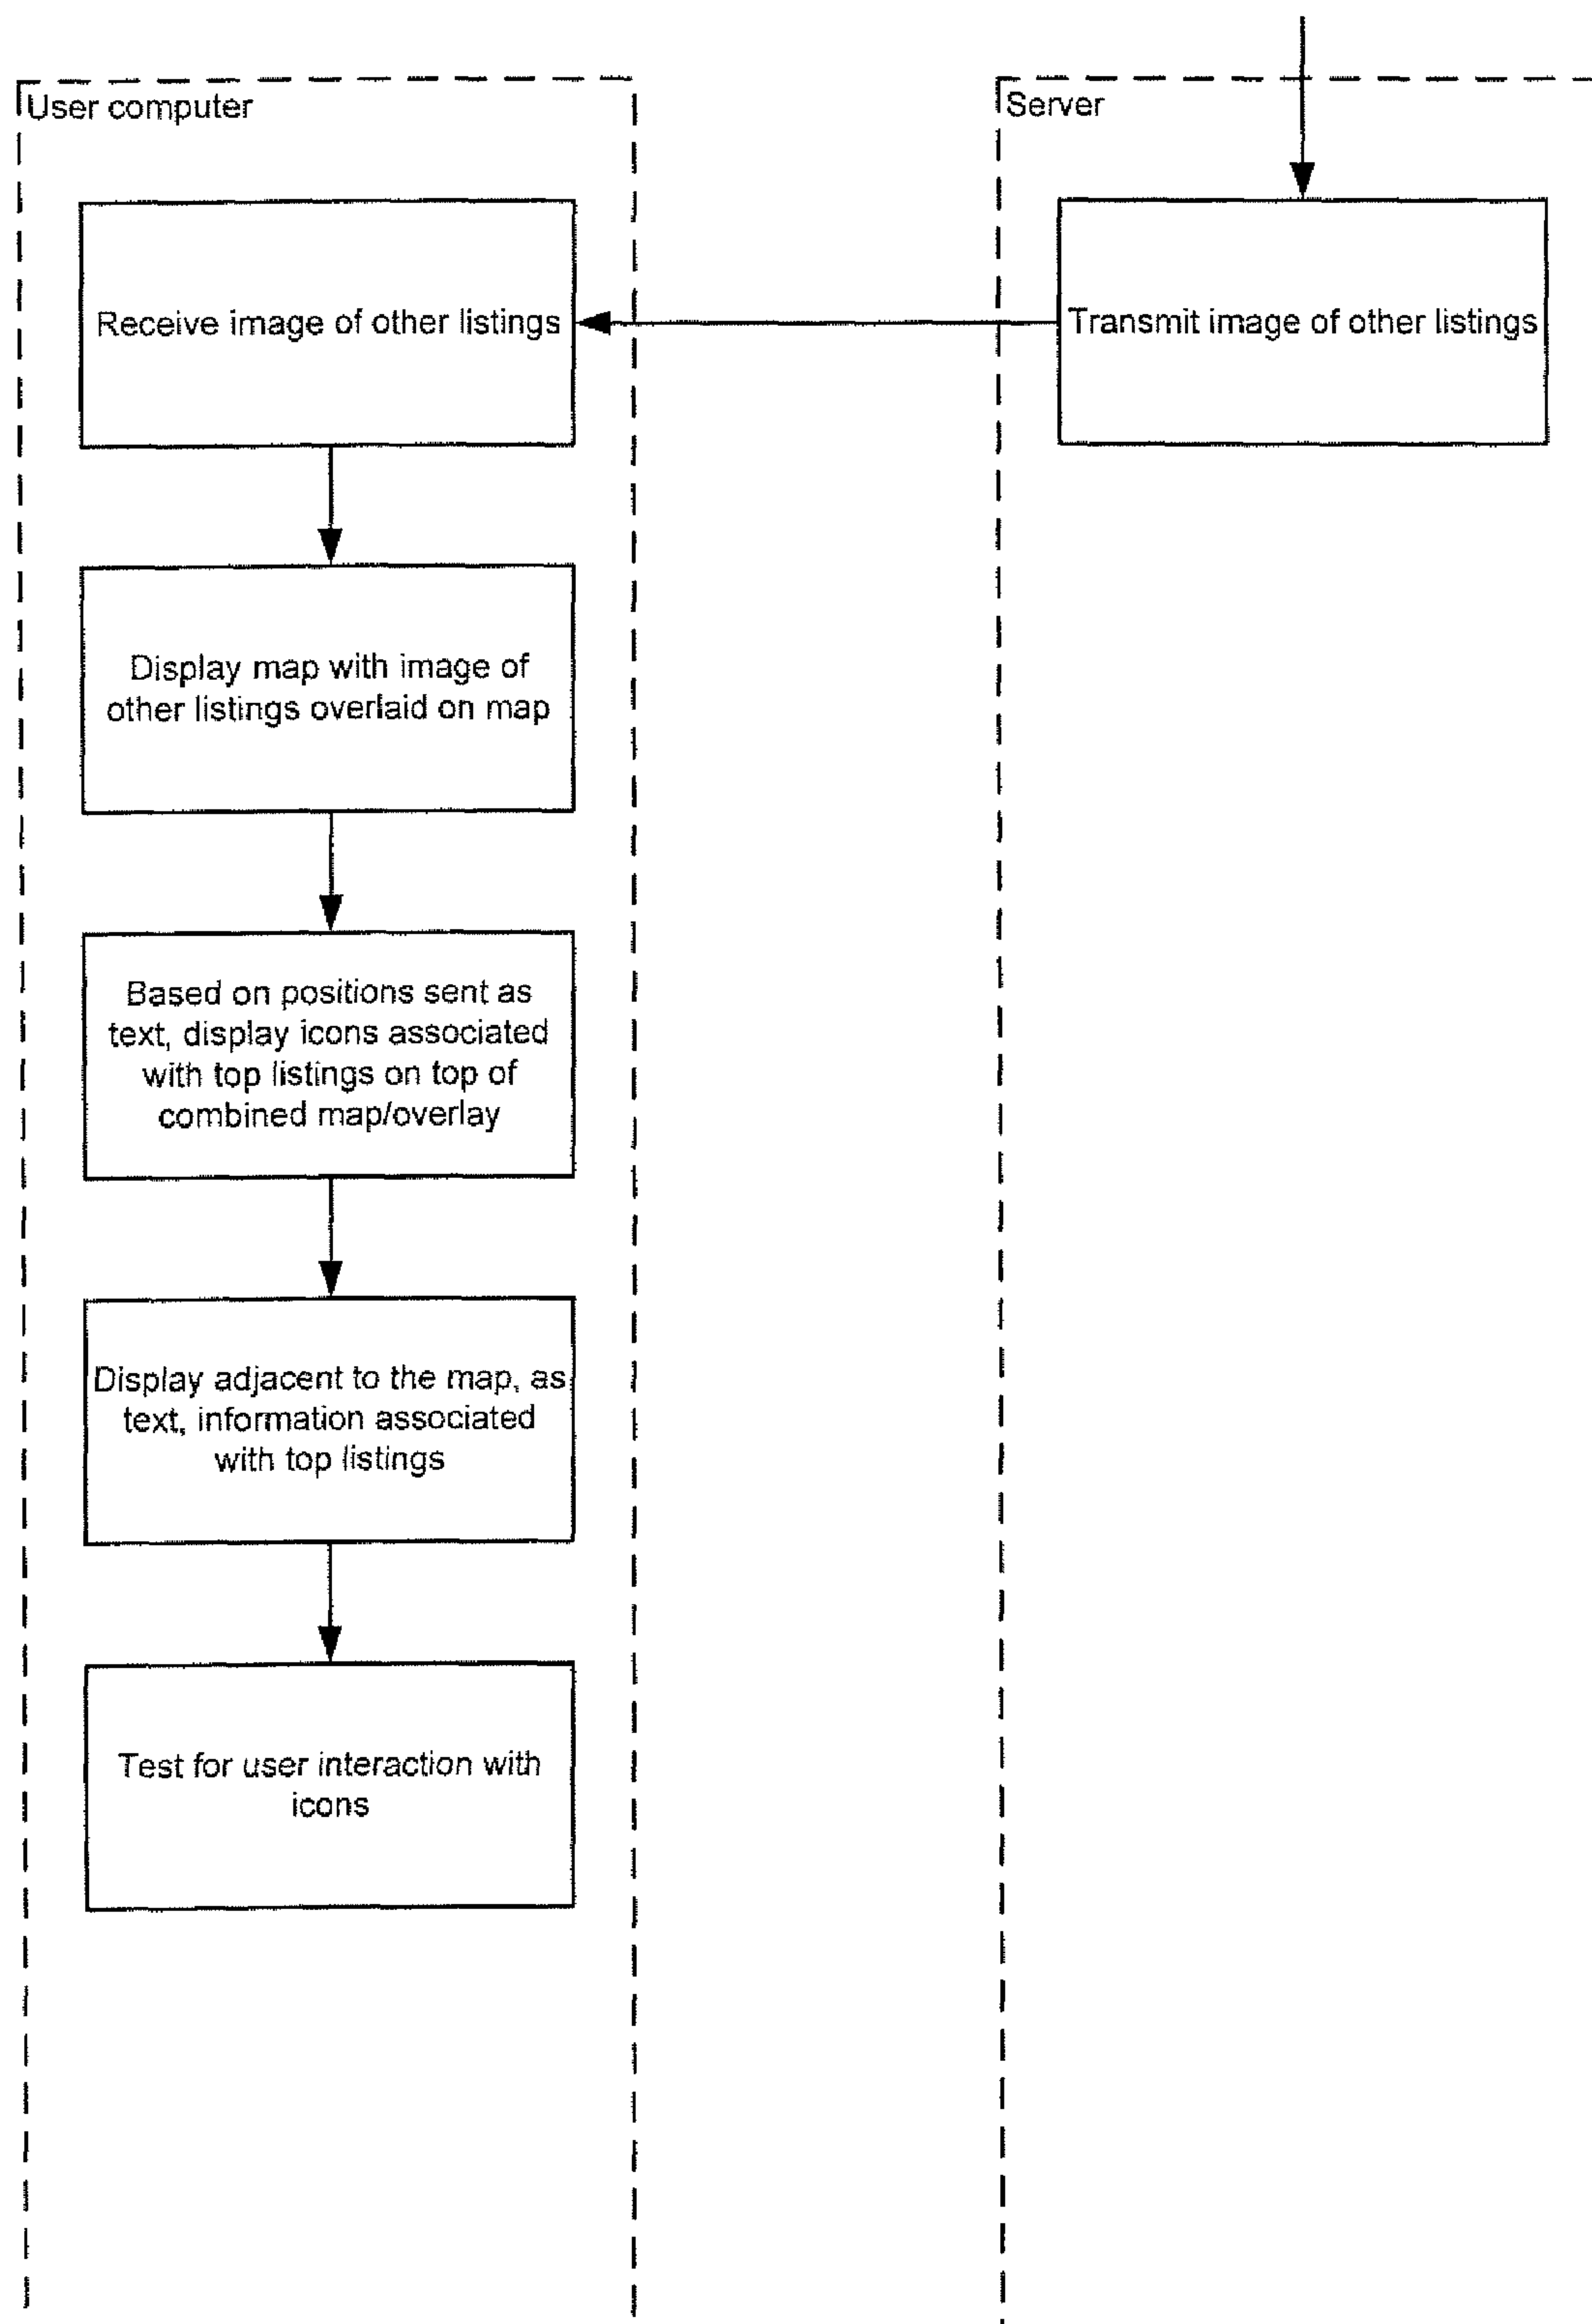 User computer
Server
Receive image of other listings
Transmit image of other listings
Display map with image of
other listings overlaid on map
Based on positions sent as
text, display icons associated
with top listings on top of
combined map/overlay
Display adjacent to the map, as
text, information associated
with top listings
Test for user interaction with
icons